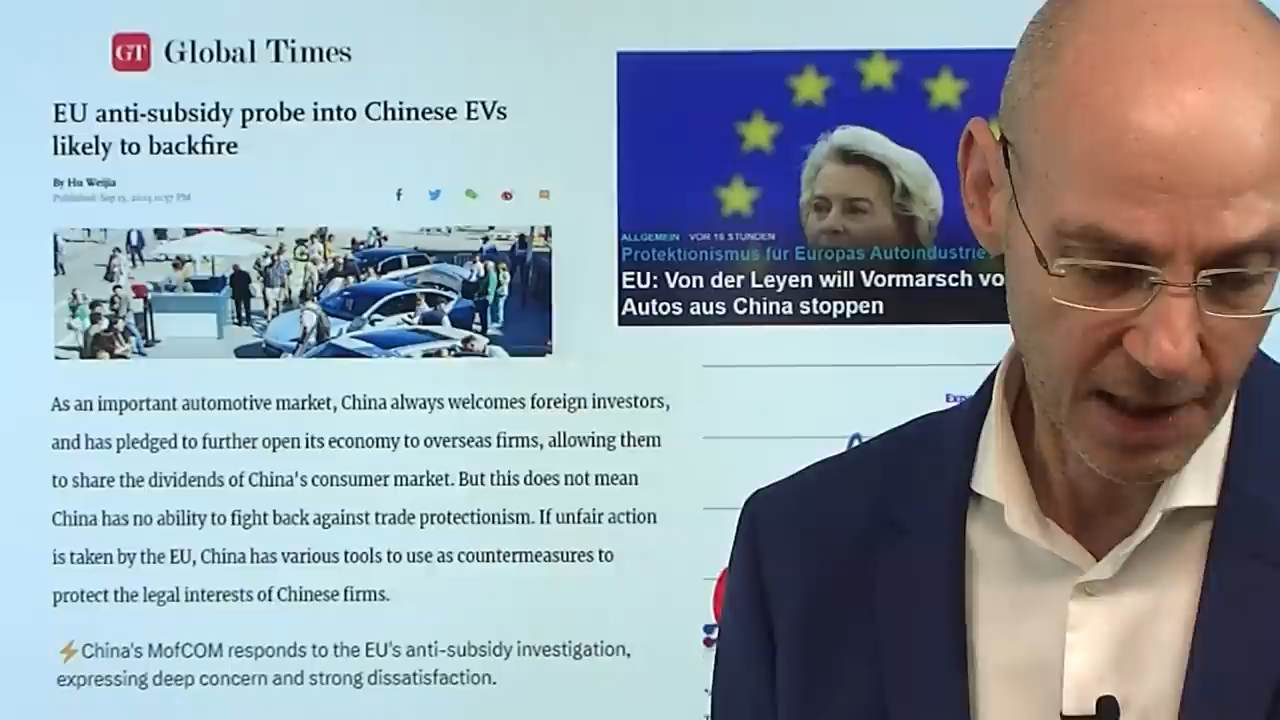 GT Global Times
EU anti-subsidy probe into Chinese EVs
likely to backfire
By Hu Weijia
Published: Sep
As an important automotive market, China always welcomes foreign investors,
and has pledged to further open its economy to overseas firms, allowing them
to share the dividends of China's consumer market. But this does not mean
China has no ability to fight back against trade protectionism. If unfair action
is taken by the EU, China has various tools to use as countermeasures to
protect the legal interests of Chinese firms.
⚡China's MofCOM responds to the EU's anti-subsidy investigation,
expressing deep concern and strong dissatisfaction.
ALLGEMEIN VOR 16 STUNDEN
Protektionismus für Europas Autoindustrie
EU: Von der Leyen will Vormarsch vo
Autos aus China stoppen